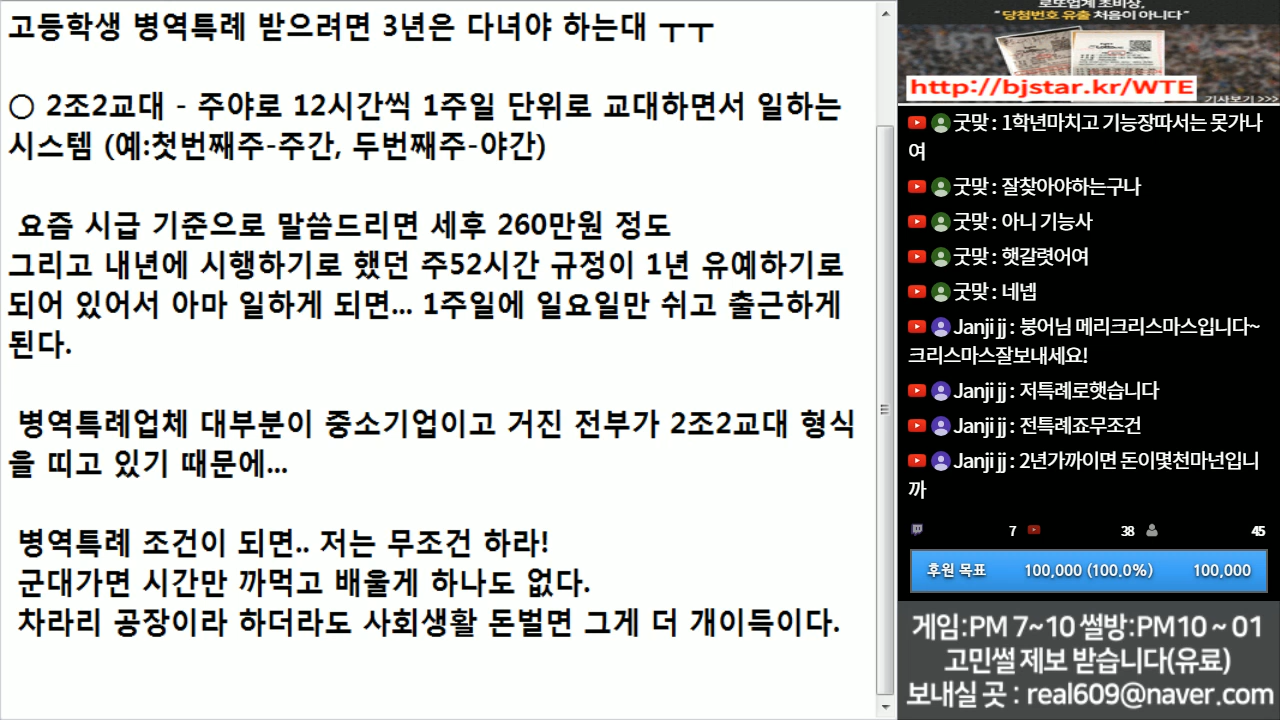 고등학생 병역특례 받으려면 3년은 다녀야 하는대 ㅜㅜ
○ 2조2교대 - 주야로 12시간씩 1주일 단위로 교대하면서 일하는
시스템 (예:첫번째주-주간, 두번째주-야간)
요즘 시급 기준으로 말씀드리면 세후 260만원 정도
그리고 내년에 시행하기로 했던 주52시간 규정이 1년 유예하기로
되어 있어서 아마 일하게 되면... 1주일에 일요일만 쉬고 출근하게
된다.
병역특례업체 대부분이 중소기업이고 거진 전부가 2조2교대 형식
을 띠고 있기 때문에...
병역특례 조건이 되면.. 저는 무조건 하라!
군대가면 시간만 까먹고 배울게 하나도 없다.
차라리 공장이라 하더라도 사회생활 돈벌면 그게 더 개이득이다.
로또업계 초비상,
“당첨번호 유출 처음이 아니다”
http://bjstar.kr/WTE
기사보기 >>>
굿맞 : 1학년마치고 기능장따서는 못가나
여
굿맞 : 잘찾아야하는구나
굿맞 : 아니 기능사
굿맞 : 햇갈렷어여
굿맞 : 네넵
Janji jj : 붕어님 메리크리스마스입니다~
크리스마스잘보내세요!
Janji jj : 저특례로햇습니다
Janji jj : 전특례죠무조건
Janji jj : 2년가까이면 돈이몇천마넌입니
까
7 38 45
후원 목표 100,000 (100.0%) 100,000
게임:PM 7~10 썰방:PM10 ~ 01
고민썰 제보 받습니다(유료)
보내실 곳 : real609@naver.com